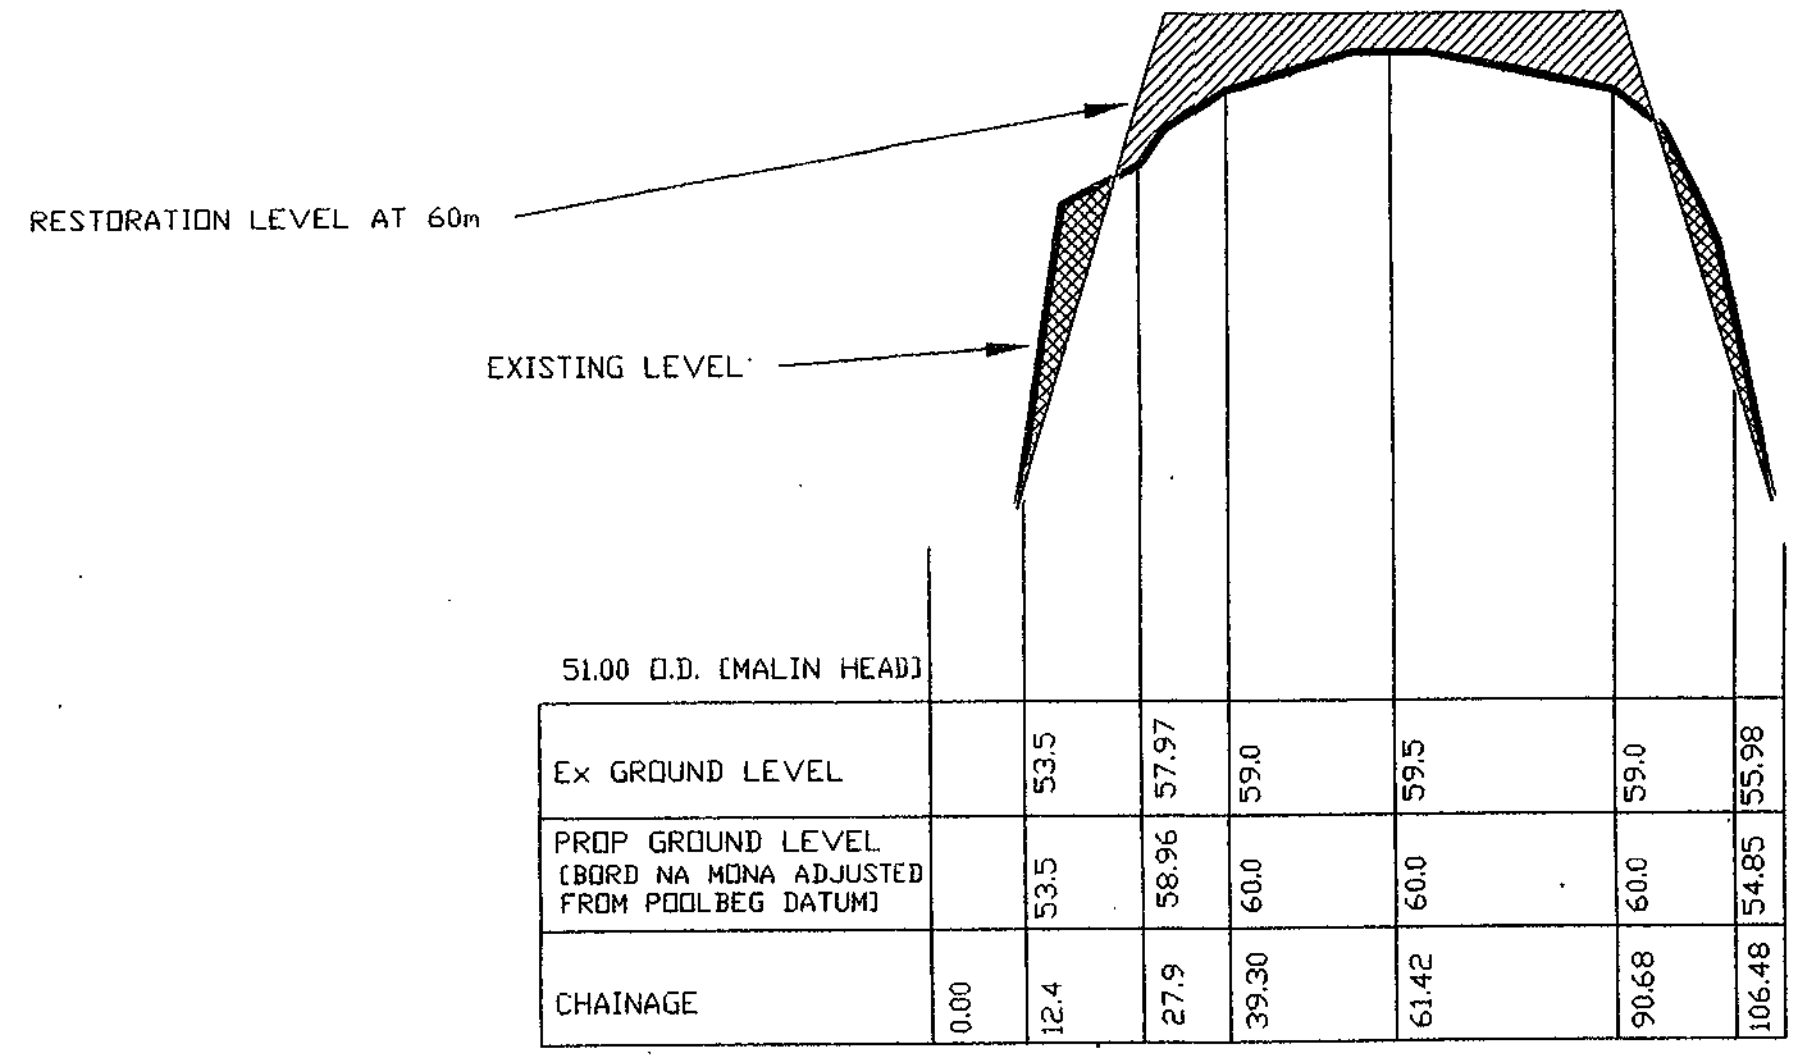 RESTORATION LEVEL AT 60m
EXISTING LEVEL
51.00 O.D. [MALIN HEAD]
Ex GROUND LEVEL
53.5
57.97
59.0
59.5
59.0
55.98
PROP GROUND LEVEL
[BORD NA MONA ADJUSTED
FROM POOLBEG DATUM]
53.5
58.96
60.0
60.0
60.0
54.85
CHAINAGE
0.00
12.4
27.9
39.30
61.42
90.68
106.48